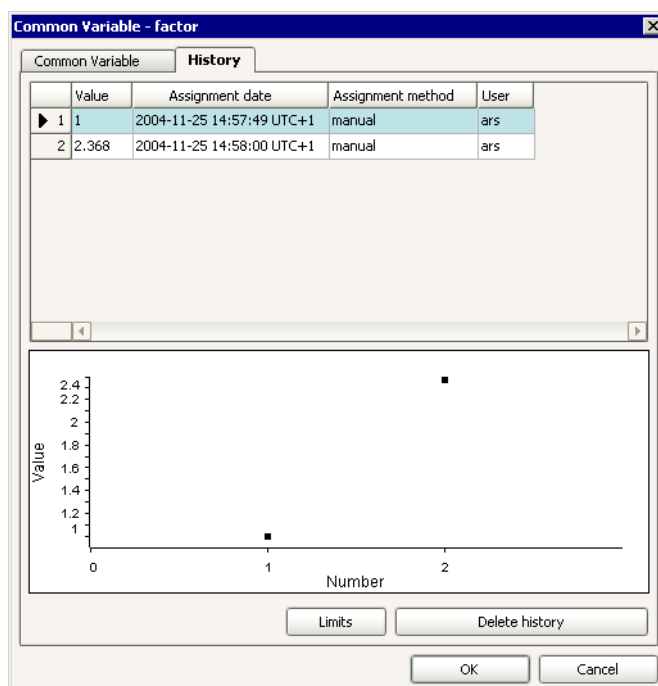 Common Variable - factor
Common Variable History
Value Assignment date Assignment method User
1 1 2004-11-25 14:57:49 UTC+1 manual ars
2 2.368 2004-11-25 14:58:00 UTC+1 manual ars
2.4
2.2
2
1.8
1.6
1.4
1.2
1
Value
0 1 2
Number
Limits Delete history
OK Cancel